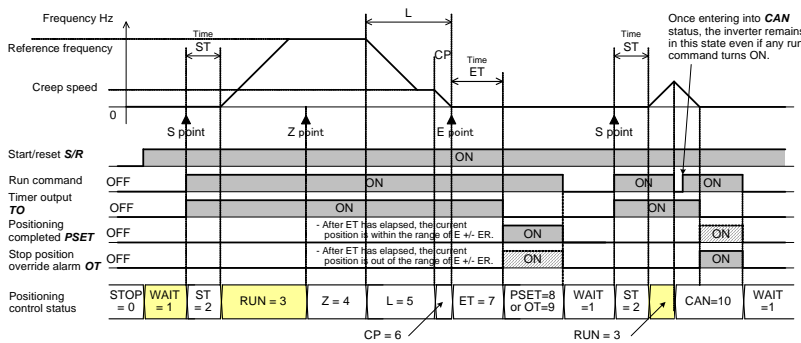 Frequency Hz
Reference frequency
Creep speed
0
Time
ST
L
CP
Time
ET
Time
ST
Once entering into CAN
status, the inverter remains
in this state even if any run
command turns ON.
S point
Z point
E point
S point
Start/reset S/R
ON
Run command
OFF
ON
ON
ON
Timer output
TO
OFF
ON
ON
Positioning
completed PSET
OFF
- After ET has elapsed, the current
position is within the range of E +/- ER.
ON
ON
Stop position
override alarm OT
OFF
- After ET has elapsed, the current
position is out of the range of E +/- ER.
ON
ON
Positioning
control status
STOP
= 0
WAIT
= 1
ST
= 2
RUN = 3
Z = 4
L = 5
ET = 7
PSET=8
or OT=9
WAIT
=1
ST
= 2
CAN=10
WAIT
=1
CP = 6
RUN = 3